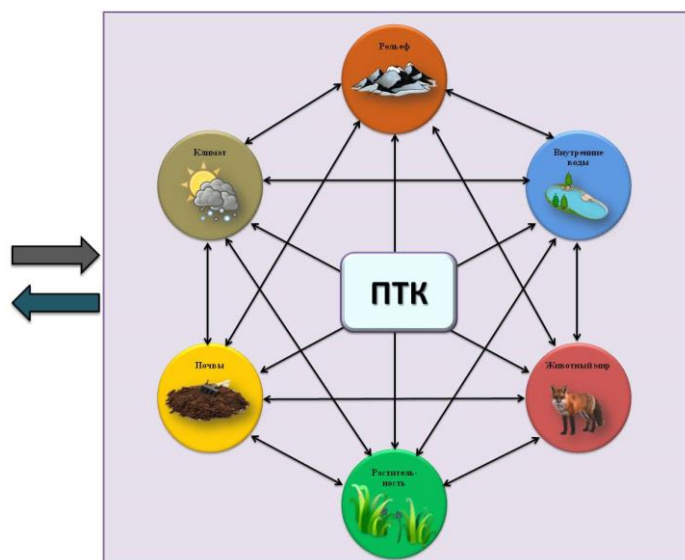 Рельеф
Климат
Внутренние
воды
ПТК
Почвы
Животный мир
Раститель-
ность